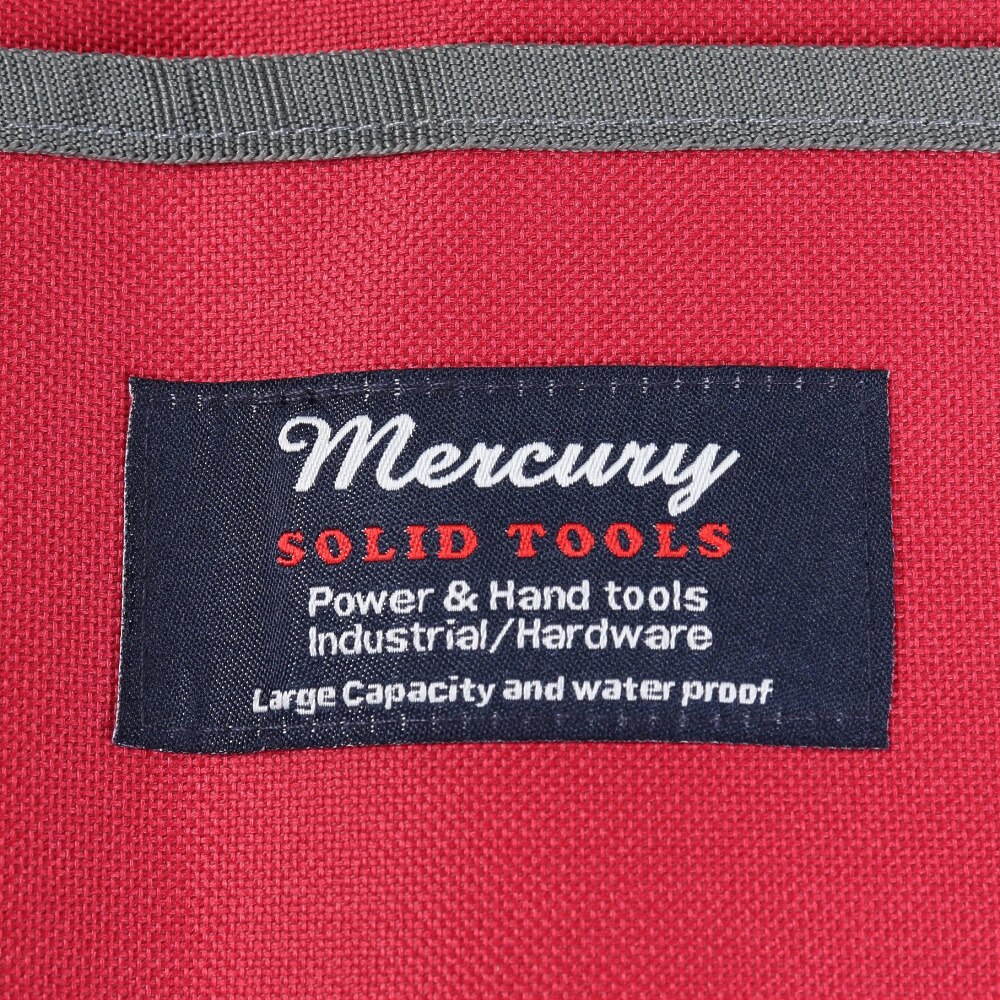 Mercury
SOLID TOOLS
Power & Hand tools
Industrial/Hardware
Large Capacity and water proof